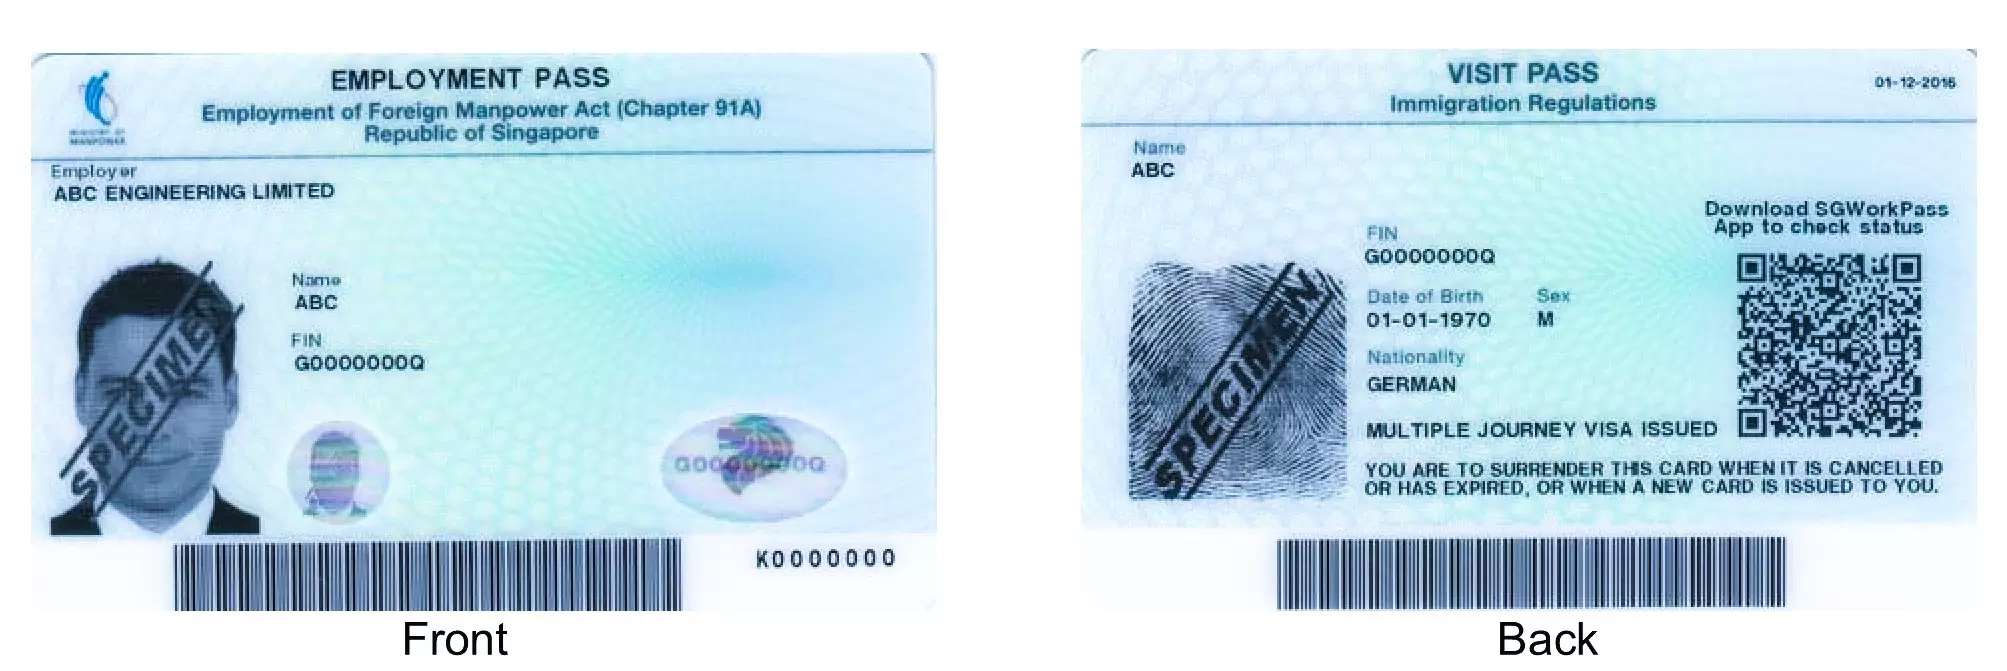 MINISTRY OF
MANPOWER
EMPLOYMENT PASS
Employment of Foreign Manpower Act (Chapter 91A)
Republic of Singapore
Employer
ABC ENGINEERING LIMITED
Name
ABC
FIN
G0000000Q
SPECIMEN
G0000000Q
K0000000
Front
VISIT PASS
Immigration Regulations
01-12-2016
Name
ABC
Download SGWorkPass
App to check status
FIN
G0000000Q
Date of Birth Sex
01-01-1970 M
Nationality
GERMAN
SPECIMEN
MULTIPLE JOURNEY VISA ISSUED
YOU ARE TO SURRENDER THIS CARD WHEN IT IS CANCELLED
OR HAS EXPIRED, OR WHEN A NEW CARD IS ISSUED TO YOU.
Back